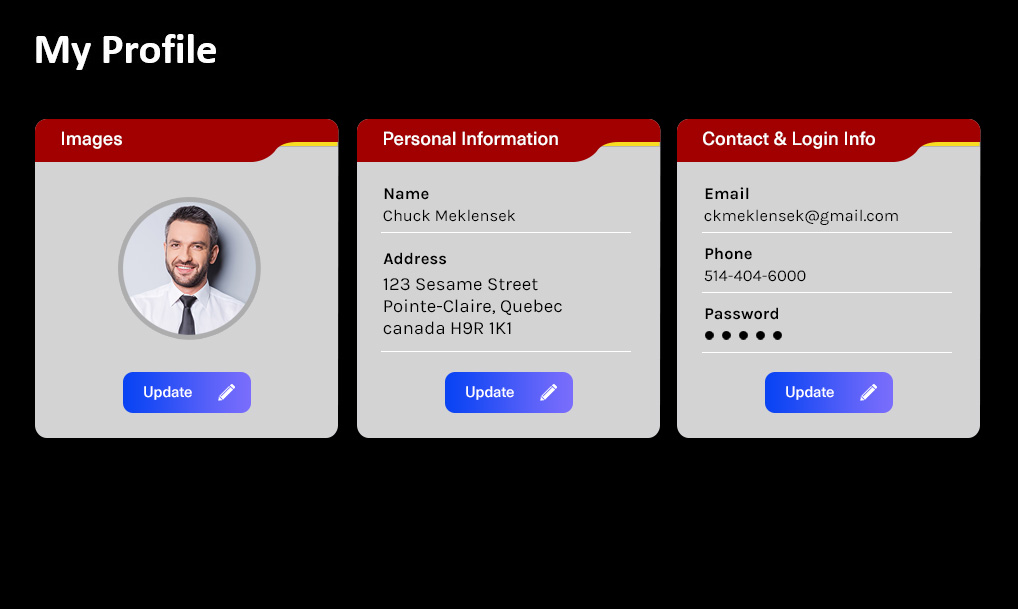 My Profile
Images
Update
Personal Information
Name
Chuck Meklensek
Address
123 Sesame Street
Pointe-Claire, Quebec
canada H9R 1K1
Update
Contact & Login Info
Email
ckmeklensek@gmail.com
Phone
514-404-6000
Password
● ● ● ● ●
Update